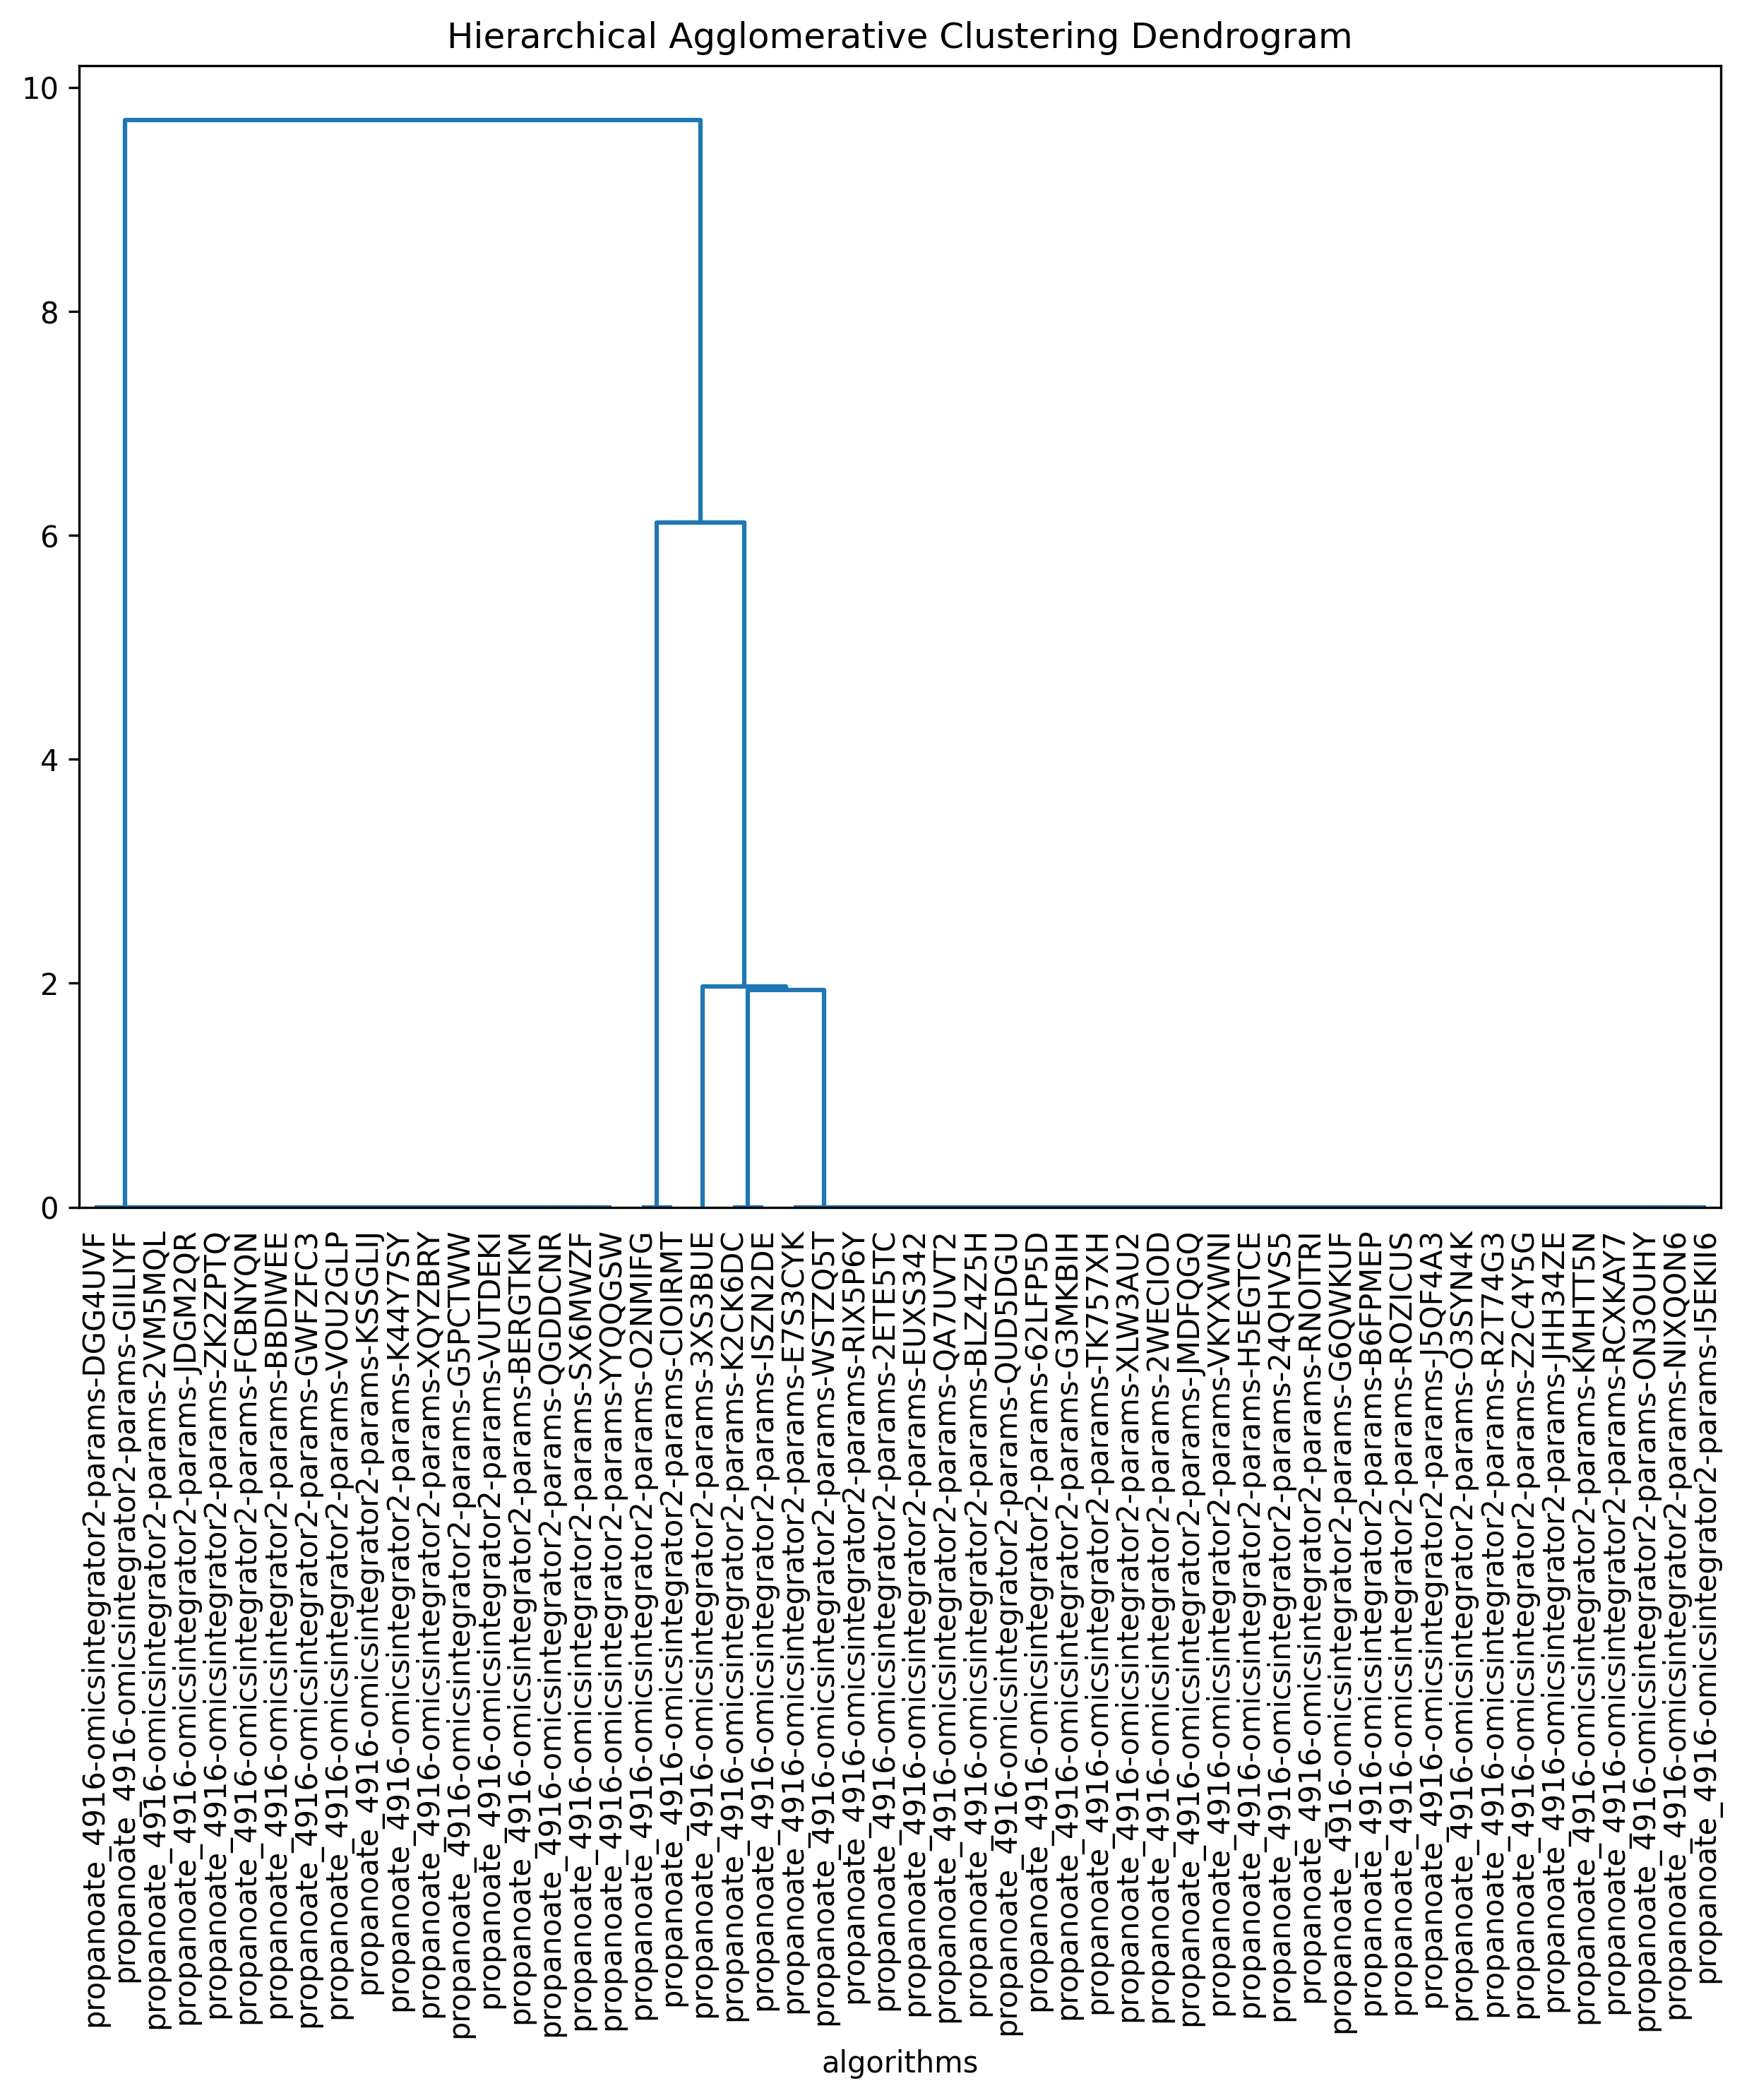 Hierarchical Agglomerative Clustering Dendrogram
10
8
6
4
2
0
propanoate_4916-omicsintegrator2-params-DGG4UVF
propanoate_4916-omicsintegrator2-params-GIILIYF
propanoate_4916-omicsintegrator2-params-2VM5MQL
propanoate_4916-omicsintegrator2-params-JDGM2QR
propanoate_4916-omicsintegrator2-params-ZK2ZPTQ
propanoate_4916-omicsintegrator2-params-FCBNYQN
propanoate_4916-omicsintegrator2-params-BBDIWEE
propanoate_4916-omicsintegrator2-params-GWFZFC3
propanoate_4916-omicsintegrator2-params-VOU2GLP
propanoate_4916-omicsintegrator2-params-KSSGLIJ
propanoate_4916-omicsintegrator2-params-K44Y7SY
propanoate_4916-omicsintegrator2-params-XQYZBRY
propanoate_4916-omicsintegrator2-params-G5PCTWW
propanoate_4916-omicsintegrator2-params-VUTDEKI
propanoate_4916-omicsintegrator2-params-BERGTKM
propanoate_4916-omicsintegrator2-params-QGDDCNR
propanoate_4916-omicsintegrator2-params-SX6MWZF
propanoate_4916-omicsintegrator2-params-YYQQGSW
propanoate_4916-omicsintegrator2-params-O2NMIFG
propanoate_4916-omicsintegrator2-params-CIOIRMT
propanoate_4916-omicsintegrator2-params-3XS3BUE
propanoate_4916-omicsintegrator2-params-K2CK6DC
propanoate_4916-omicsintegrator2-params-ISZN2DE
propanoate_4916-omicsintegrator2-params-E7S3CYK
propanoate_4916-omicsintegrator2-params-WSTZQ5T
propanoate_4916-omicsintegrator2-params-RIX5P6Y
propanoate_4916-omicsintegrator2-params-2ETE5TC
propanoate_4916-omicsintegrator2-params-EUXS342
propanoate_4916-omicsintegrator2-params-QA7UVT2
propanoate_4916-omicsintegrator2-params-BLZ4Z5H
propanoate_4916-omicsintegrator2-params-QUD5DGU
propanoate_4916-omicsintegrator2-params-62LFP5D
propanoate_4916-omicsintegrator2-params-G3MKBIH
propanoate_4916-omicsintegrator2-params-TK757XH
propanoate_4916-omicsintegrator2-params-XLW3AU2
propanoate_4916-omicsintegrator2-params-2WECIOD
propanoate_4916-omicsintegrator2-params-JMDFQGQ
propanoate_4916-omicsintegrator2-params-VKYXWNI
propanoate_4916-omicsintegrator2-params-H5EGTCE
propanoate_4916-omicsintegrator2-params-24QHVS5
propanoate_4916-omicsintegrator2-params-RNOITRI
propanoate_4916-omicsintegrator2-params-G6QWKUF
propanoate_4916-omicsintegrator2-params-B6FPMEP
propanoate_4916-omicsintegrator2-params-ROZICUS
propanoate_4916-omicsintegrator2-params-J5QF4A3
propanoate_4916-omicsintegrator2-params-O3SYN4K
propanoate_4916-omicsintegrator2-params-R2T74G3
propanoate_4916-omicsintegrator2-params-Z2C4Y5G
propanoate_4916-omicsintegrator2-params-JHH34ZE
propanoate_4916-omicsintegrator2-params-KMHTT5N
propanoate_4916-omicsintegrator2-params-RCXKAY7
propanoate_4916-omicsintegrator2-params-ON3OUHY
propanoate_4916-omicsintegrator2-params-NIXQON6
propanoate_4916-omicsintegrator2-params-I5EKII6
algorithms